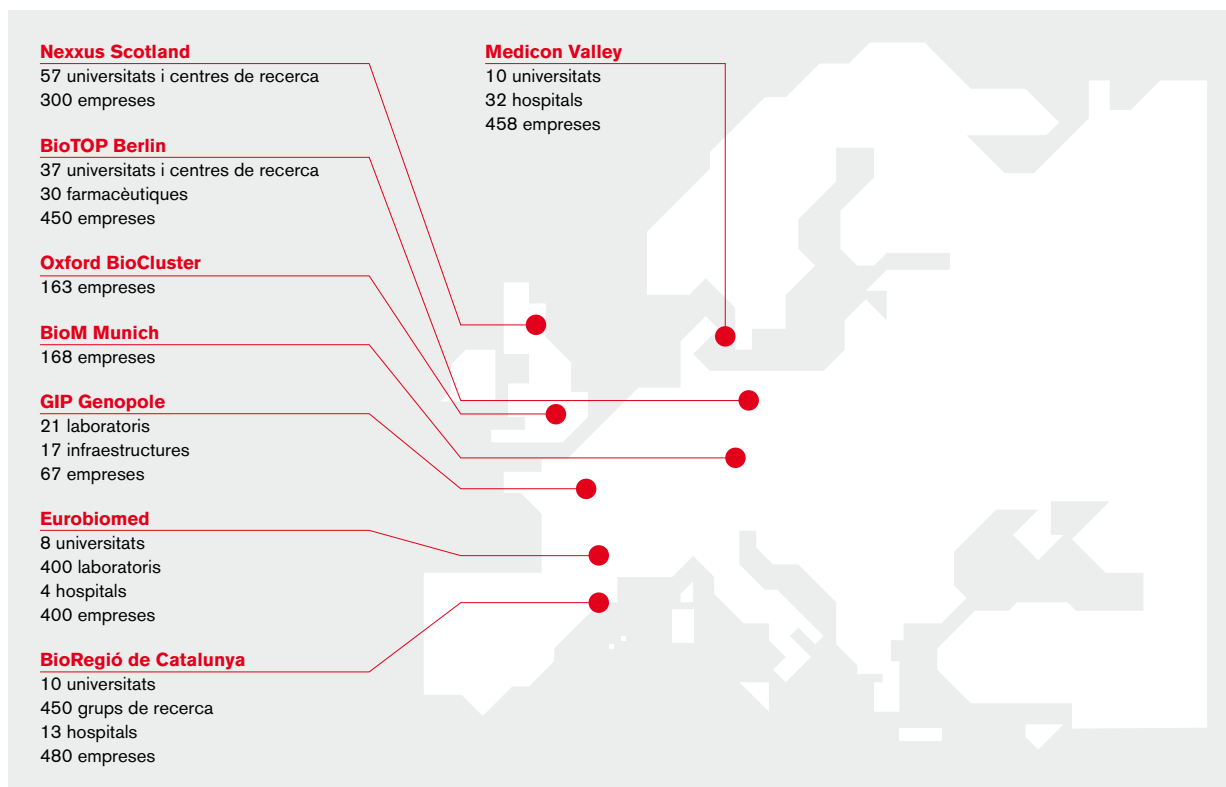 Nexxus Scotland
57 universitats i centres de recerca
300 empreses
BioTOP Berlin
37 universitats i centres de recerca
30 farmacèutiques
450 empreses
Oxford BioCluster
163 empreses
BioM Munich
168 empreses
GIP Genopole
21 laboratoris
17 infraestructures
67 empreses
Eurobiomed
8 universitats
400 laboratoris
4 hospitals
400 empreses
BioRegió de Catalunya
10 universitats
450 grups de recerca
13 hospitals
480 empreses
Medicon Valley
10 universitats
32 hospitals
458 empreses